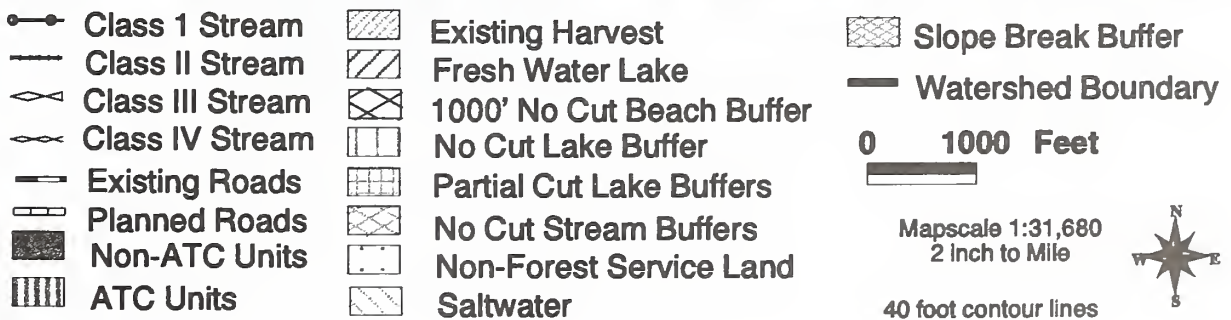 Class 1 Stream
Class II Stream
Class III Stream
Class IV Stream
Existing Roads
Planned Roads
Non-ATC Units
ATC Units
Existing Harvest
Fresh Water Lake
1000' No Cut Beach Buffer
No Cut Lake Buffer
Partial Cut Lake Buffers
No Cut Stream Buffers
Non-Forest Service Land
Saltwater
Slope Break Buffer
Watershed Boundary
0 1000 Feet
Mapscale 1:31,680
2 inch to Mile
N
W E
S
40 foot contour lines